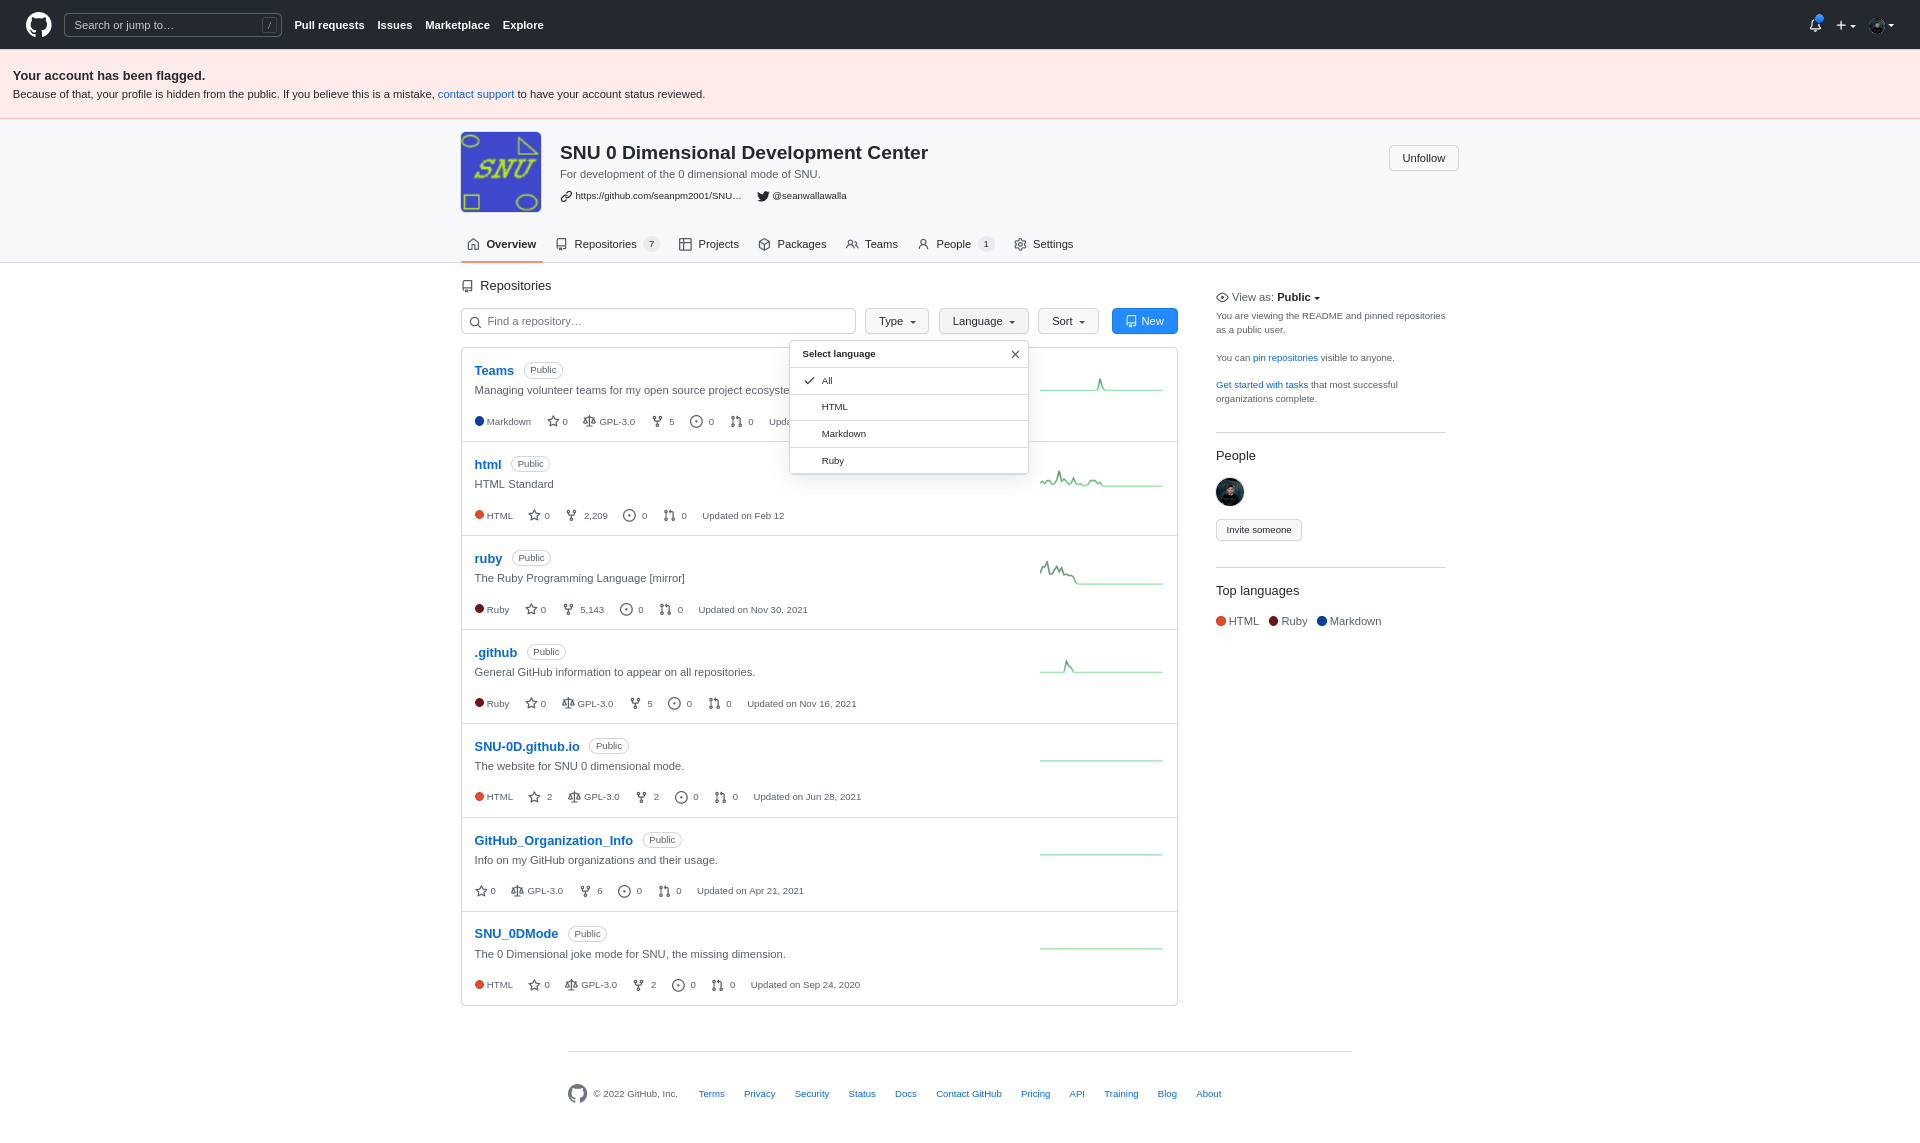 Search or jump to… /
Pull requests Issues Marketplace Explore
Your account has been flagged.
Because of that, your profile is hidden from the public. If you believe this is a mistake, contact support to have your account status reviewed.
SNU
SNU 0 Dimensional Development Center
For development of the 0 dimensional mode of SNU.
https://github.com/seanpm2001/SNU… @seanwallawalla
Unfollow
Overview Repositories 7 Projects Packages Teams People 1 Settings
Repositories
Find a repository… Type Language Sort New
Select language
All
HTML
Markdown
Ruby
Teams Public
Managing volunteer teams for my open source project ecosyste
Markdown 0 GPL-3.0 5 0 0 Upda
html Public
HTML Standard
HTML 0 2,209 0 0 Updated on Feb 12
ruby Public
The Ruby Programming Language [mirror]
Ruby 0 5,143 0 0 Updated on Nov 30, 2021
.github Public
General GitHub information to appear on all repositories.
Ruby 0 GPL-3.0 5 0 0 Updated on Nov 16, 2021
SNU-0D.github.io Public
The website for SNU 0 dimensional mode.
HTML 2 GPL-3.0 2 0 0 Updated on Jun 28, 2021
GitHub_Organization_Info Public
Info on my GitHub organizations and their usage.
0 GPL-3.0 6 0 0 Updated on Apr 21, 2021
SNU_0DMode Public
The 0 Dimensional joke mode for SNU, the missing dimension.
HTML 0 GPL-3.0 2 0 0 Updated on Sep 24, 2020
View as: Public
You are viewing the README and pinned repositories
as a public user.
You can pin repositories visible to anyone.
Get started with tasks that most successful
organizations complete.
People
Invite someone
Top languages
HTML Ruby Markdown
© 2022 GitHub, Inc. Terms Privacy Security Status Docs Contact GitHub Pricing API Training Blog About